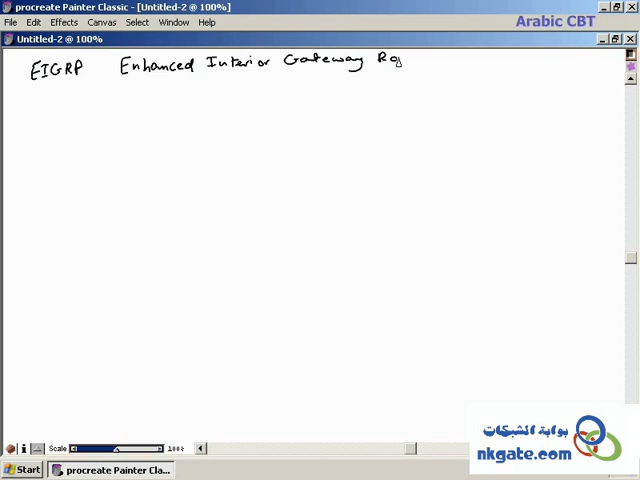 procreate Painter Classic - [Untitled-2 @ 100%]
File Edit Effects Canvas Select Window Help
Arabic CBT
Untitled-2 @ 100%
EIGRP Enhanced Interior Gateway Ro
Scale 100%
بوابة الشبكات
nkgate.com
Start procreate Painter Cla...